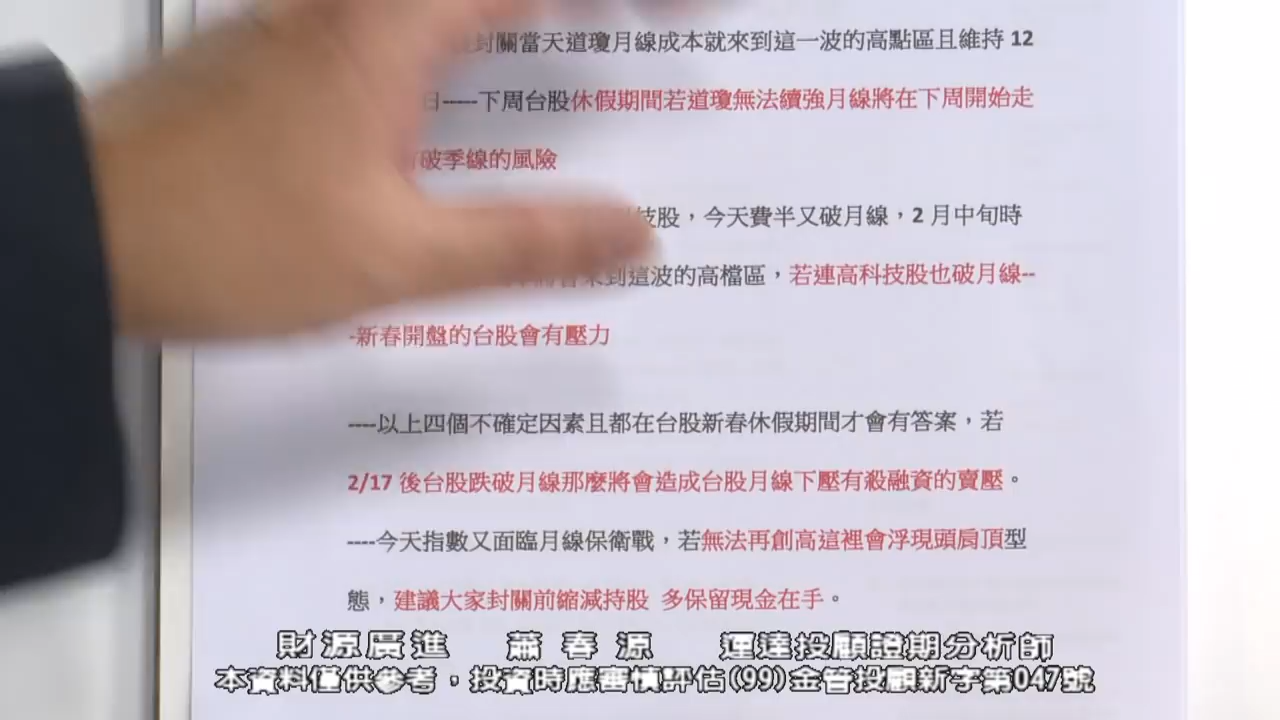 封關當天道瓊月線成本就來到這一波的高點區且維持 12
日-----下周台股休假期間若道瓊無法續強月線將在下周開始走
破季線的風險
技股，今天費半又破月線，2 月中旬時
來到這波的高檔區，若連高科技股也破月線--
-新春開盤的台股會有壓力
----以上四個不確定因素且都在台股新春休假期間才會有答案，若
2/17 後台股跌破月線那麼將會造成台股月線下壓有殺融資的賣壓。
----今天指數又面臨月線保衛戰，若無法再創高這裡會浮現頭肩頂型
態，建議大家封關前縮減持股 多保留現金在手。
財源廣進 蕭春源 運達投顧證期分析師
本資料僅供參考，投資時應審慎評估(99)金管投顧新字第047號